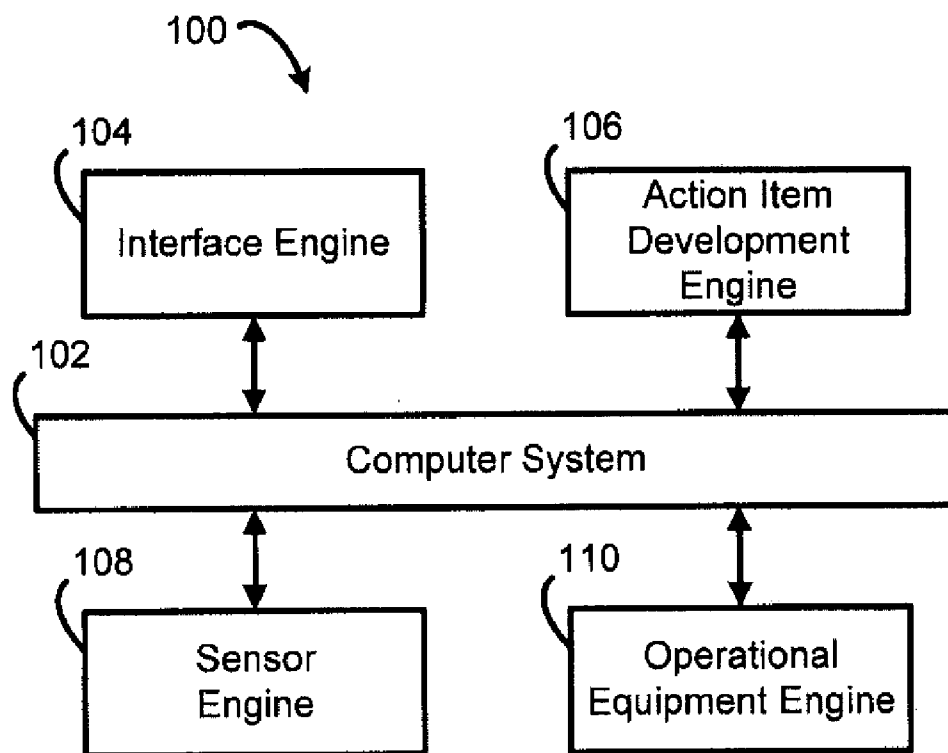 100
104
106
Interface Engine
Action Item
Development
Engine
102
Computer System
108
110
Sensor
Engine
Operational
Equipment Engine